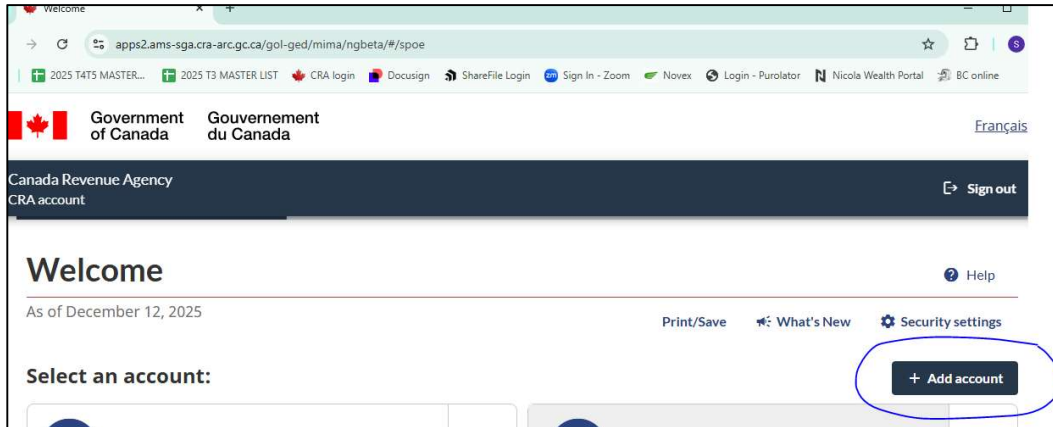 Welcome × +
apps2.ams-sga.cra-arc.gc.ca/gol-ged/mima/ngbeta/#/spoe S
2025 T4T5 MASTER... 2025 T3 MASTER LIST CRA login Docusign ShareFile Login zm Sign In - Zoom Novex Login - Purolator Nicola Wealth Portal BC online
Government Gouvernement
of Canada du Canada
Français
Canada Revenue Agency
CRA account
Sign out
Welcome
Help
As of December 12, 2025
Print/Save What's New Security settings
Select an account:
+ Add account